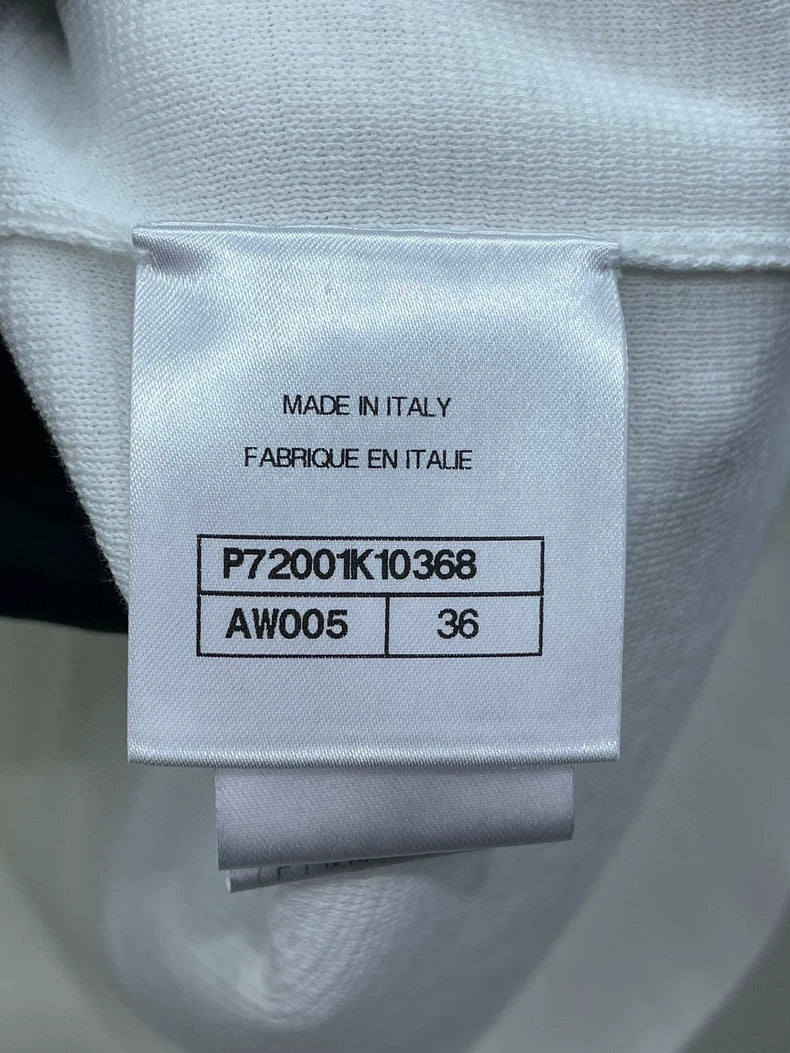 MADE IN ITALY
FABRIQUE EN ITALIE
P72001K10368
AW005 36